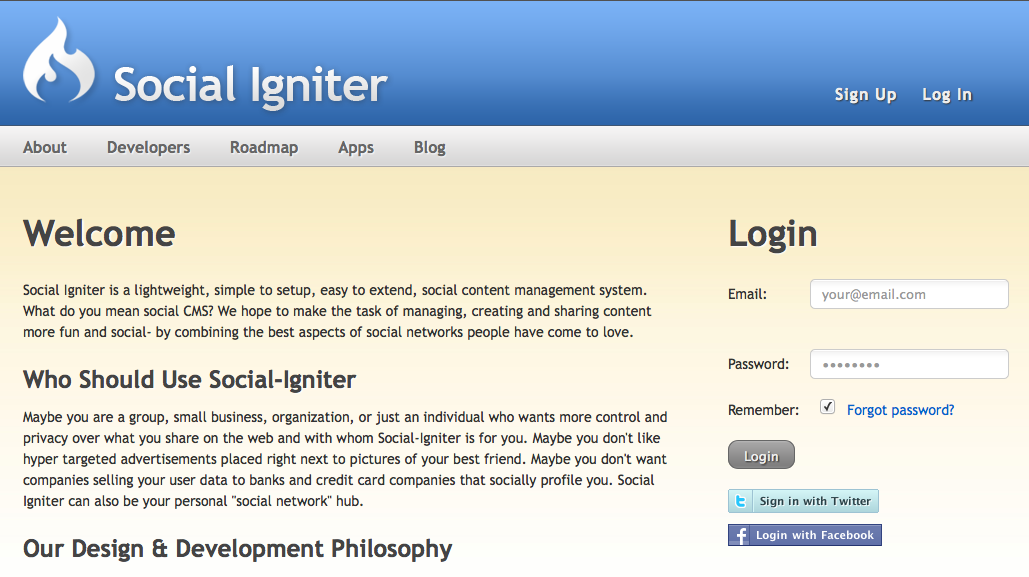 Social Igniter
Sign Up Log In
About Developers Roadmap Apps Blog
Welcome
Social Igniter is a lightweight, simple to setup, easy to extend, social content management system.
What do you mean social CMS? We hope to make the task of managing, creating and sharing content
more fun and social- by combining the best aspects of social networks people have come to love.
Who Should Use Social-Igniter
Maybe you are a group, small business, organization, or just an individual who wants more control and
privacy over what you share on the web and with whom Social-Igniter is for you. Maybe you don't like
hyper targeted advertisements placed right next to pictures of your best friend. Maybe you don't want
companies selling your user data to banks and credit card companies that socially profile you. Social
Igniter can also be your personal "social network" hub.
Our Design & Development Philosophy
Login
Email: your@email.com
Password: ••••••••
Remember: Forgot password?
Login
Sign in with Twitter
Login with Facebook